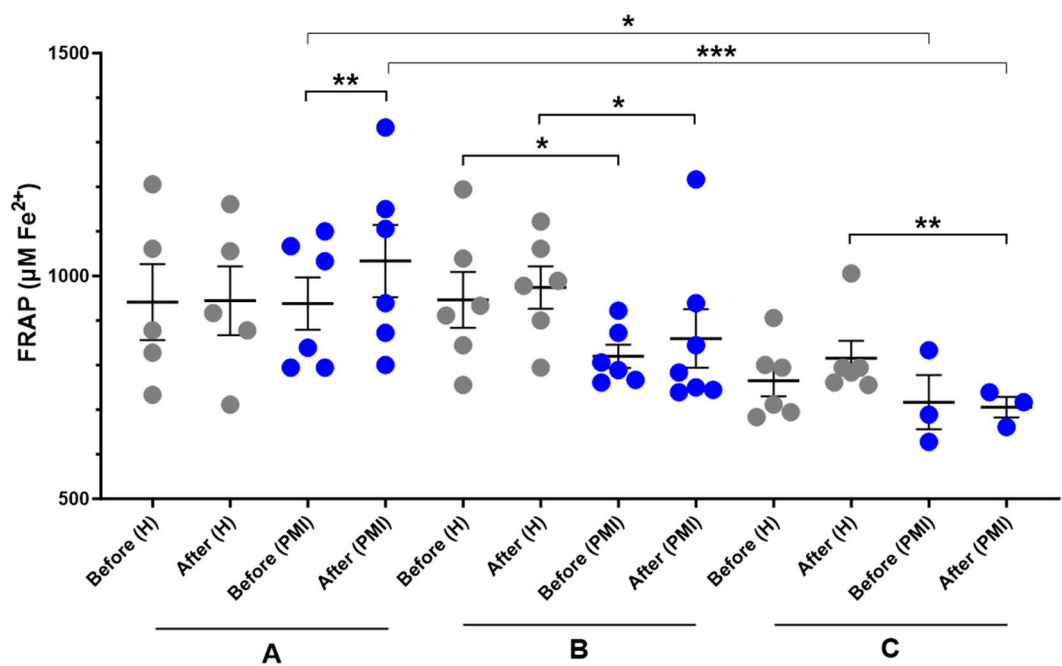 *
***
1500
**
*
*
FRAP (µM Fe²⁺)
1000
**
500
Before (H)
After (H)
Before (PMI)
After (PMI)
Before (H)
After (H)
Before (PMI)
After (PMI)
Before (H)
After (H)
Before (PMI)
After (PMI)
A
B
C